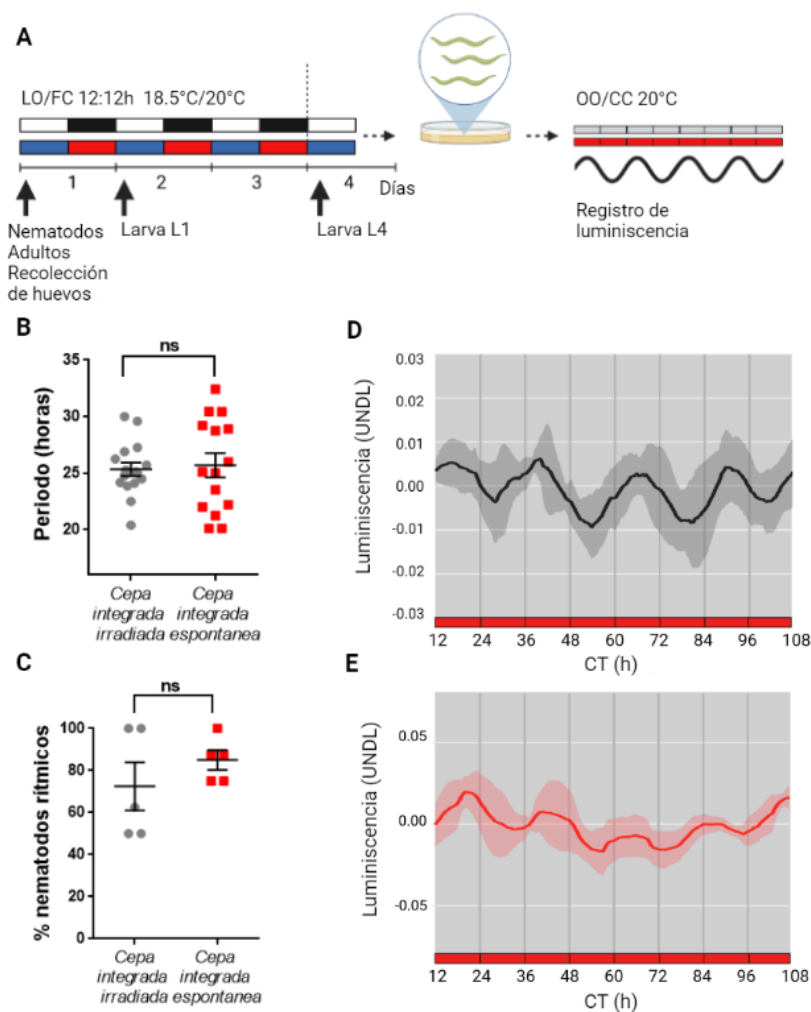 A
LO/FC 12:12h 18.5°C/20°C
OO/CC 20°C
1 2 3 4 Días
Nematodos
Adultos
Recolección
de huevos
Larva L1
Larva L4
Registro de
luminiscencia
B
ns
Periodo (horas)
35
30
25
20
Cepa
integrada
irradiada
Cepa
integrada
espontanea
C
ns
% nematodos rítmicos
100
80
60
40
20
0
Cepa
integrada
irradiada
Cepa
integrada
espontanea
D
Luminiscencia (UNDL)
0.03
0.02
0.01
0.00
-0.01
-0.02
-0.03
12 24 36 48 60 72 84 96 108
CT (h)
E
Luminiscencia (UNDL)
0.05
0.00
-0.05
12 24 36 48 60 72 84 96 108
CT (h)